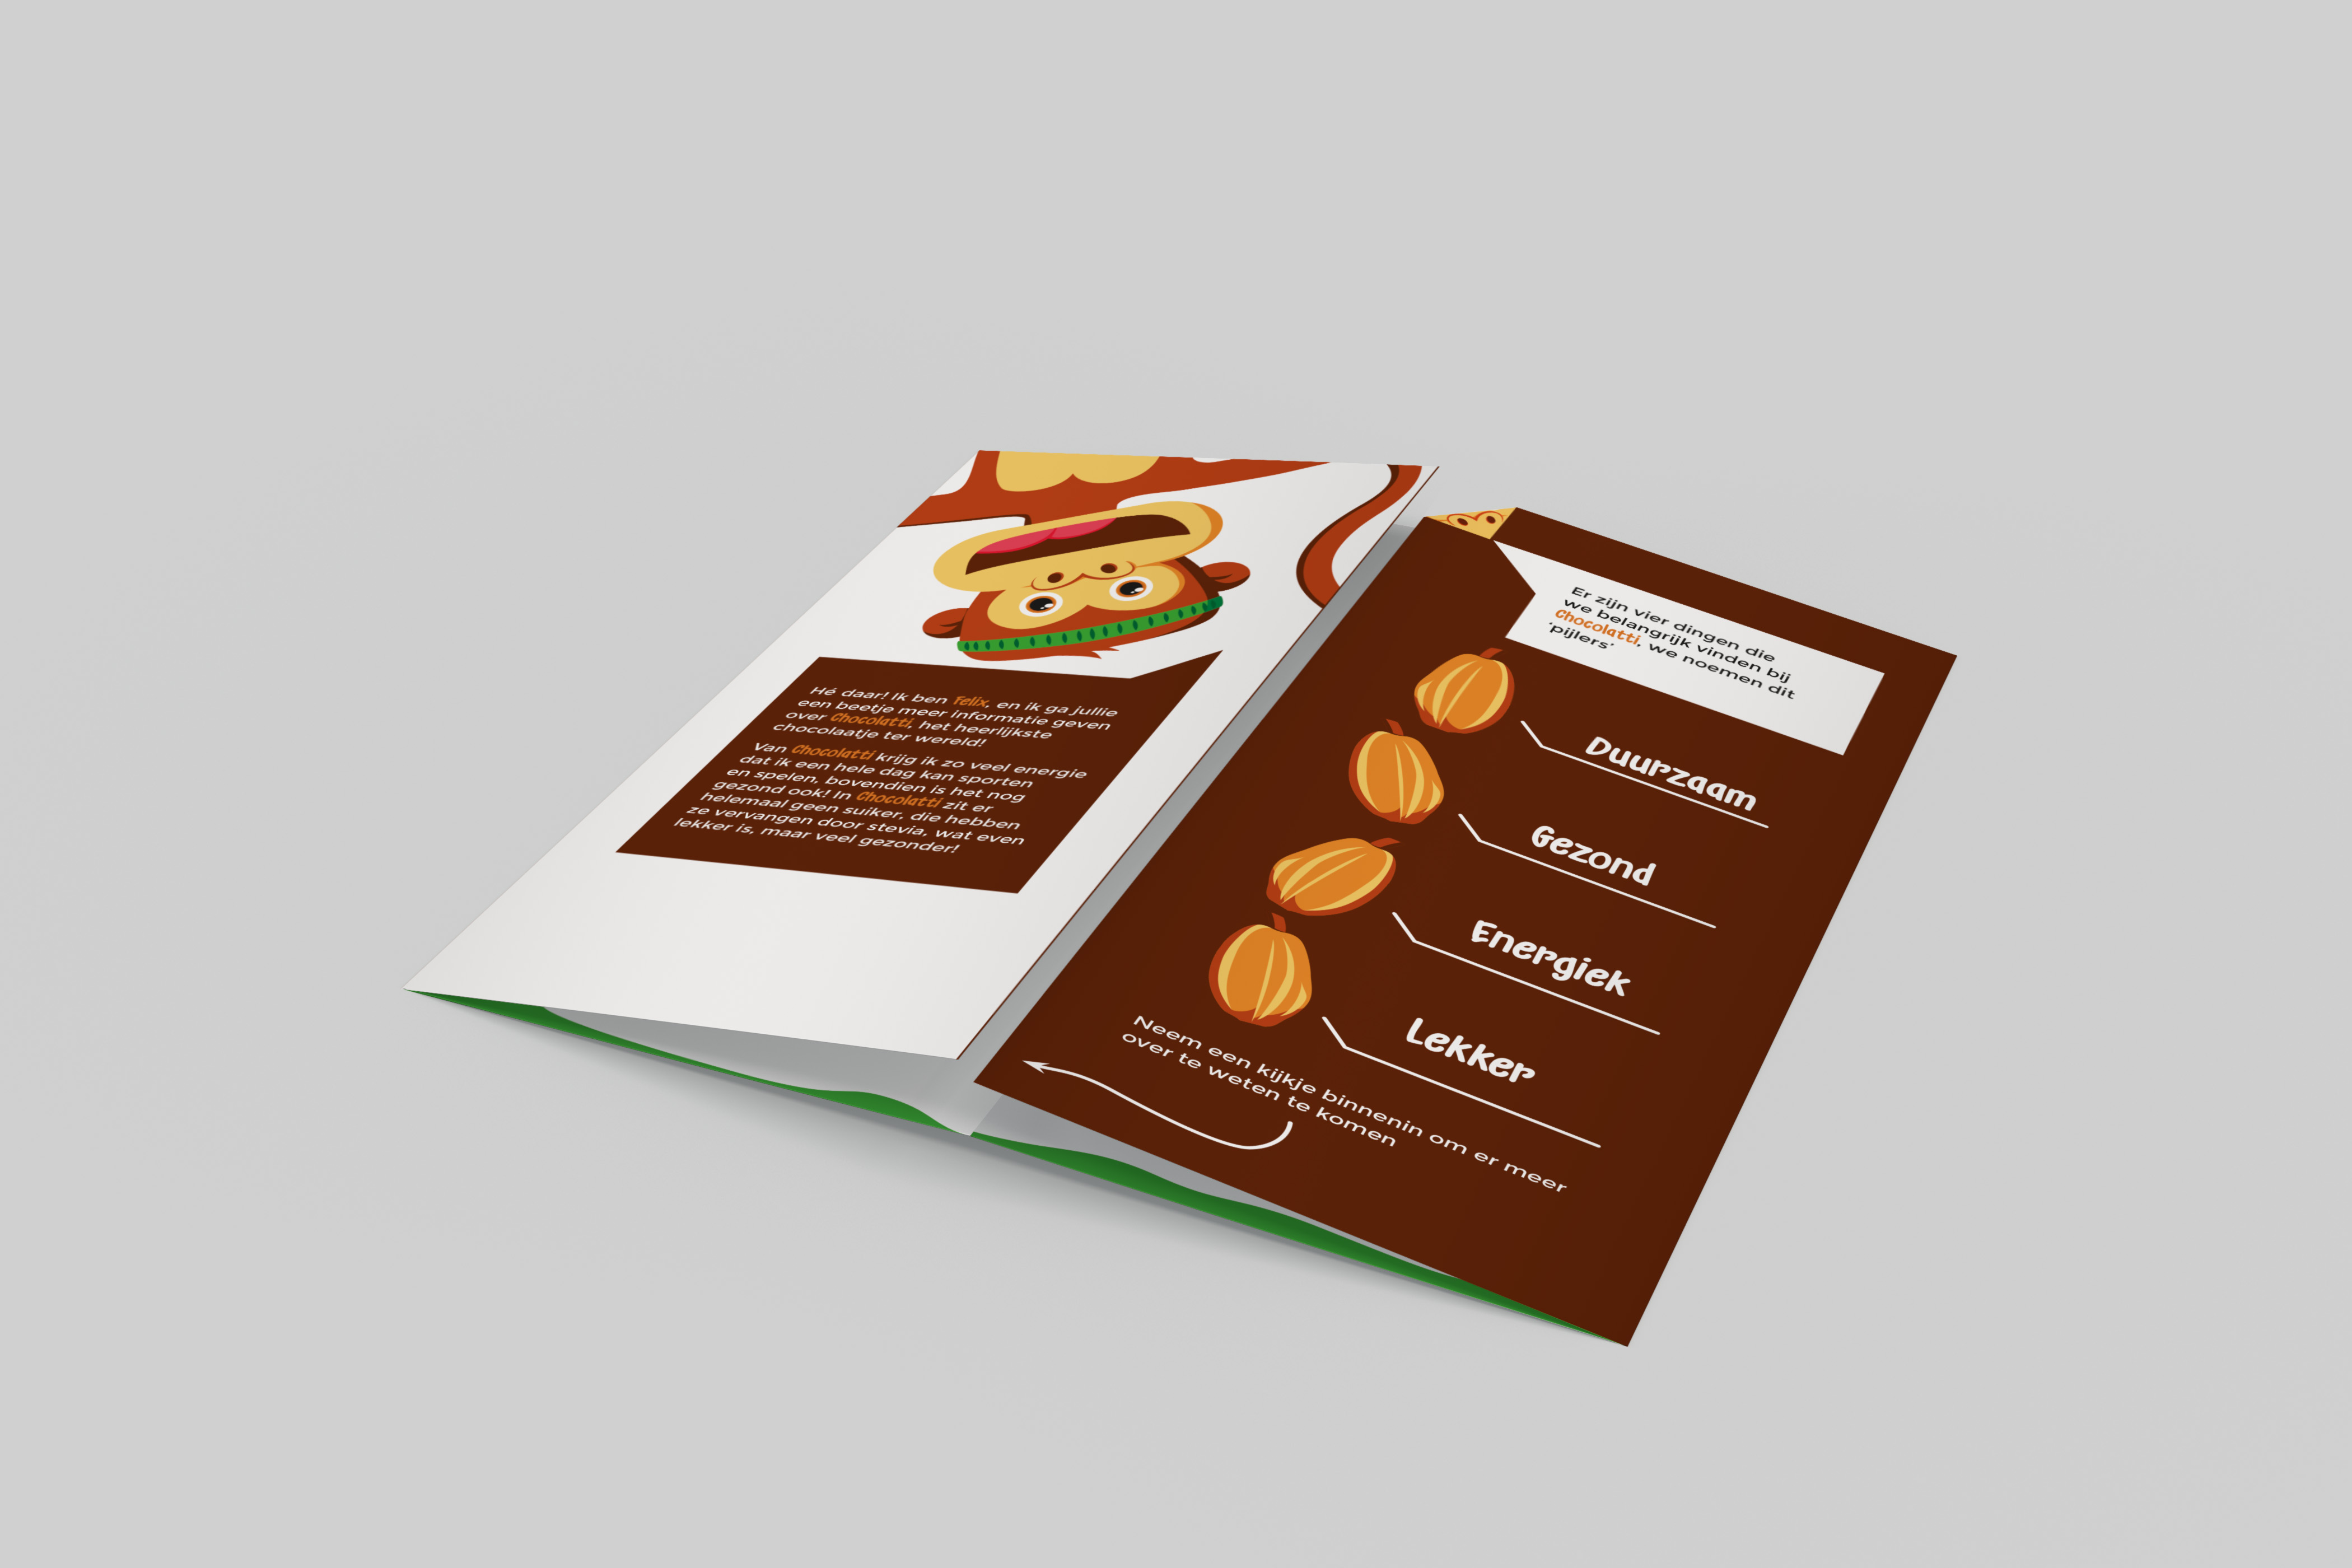 Hé daar! Ik ben Felix, en ik ga jullie
een beetje meer informatie geven
over Chocolatti, het heerlijkste
chocolaatje ter wereld!
Van Chocolatti krijg ik zo veel energie
dat ik een hele dag kan sporten
en spelen, bovendien is het nog
gezond ook! In Chocolatti zit er
helemaal geen suiker, die hebben
ze vervangen door stevia, wat even
lekker is, maar veel gezonder!
Er zijn vier dingen die
we belangrijk vinden bij
Chocolatti, we noemen dit
'pijlers'
Duurzaam
Gezond
Energiek
Lekker
Neem een kijkje binnenin om er meer
over te weten te komen